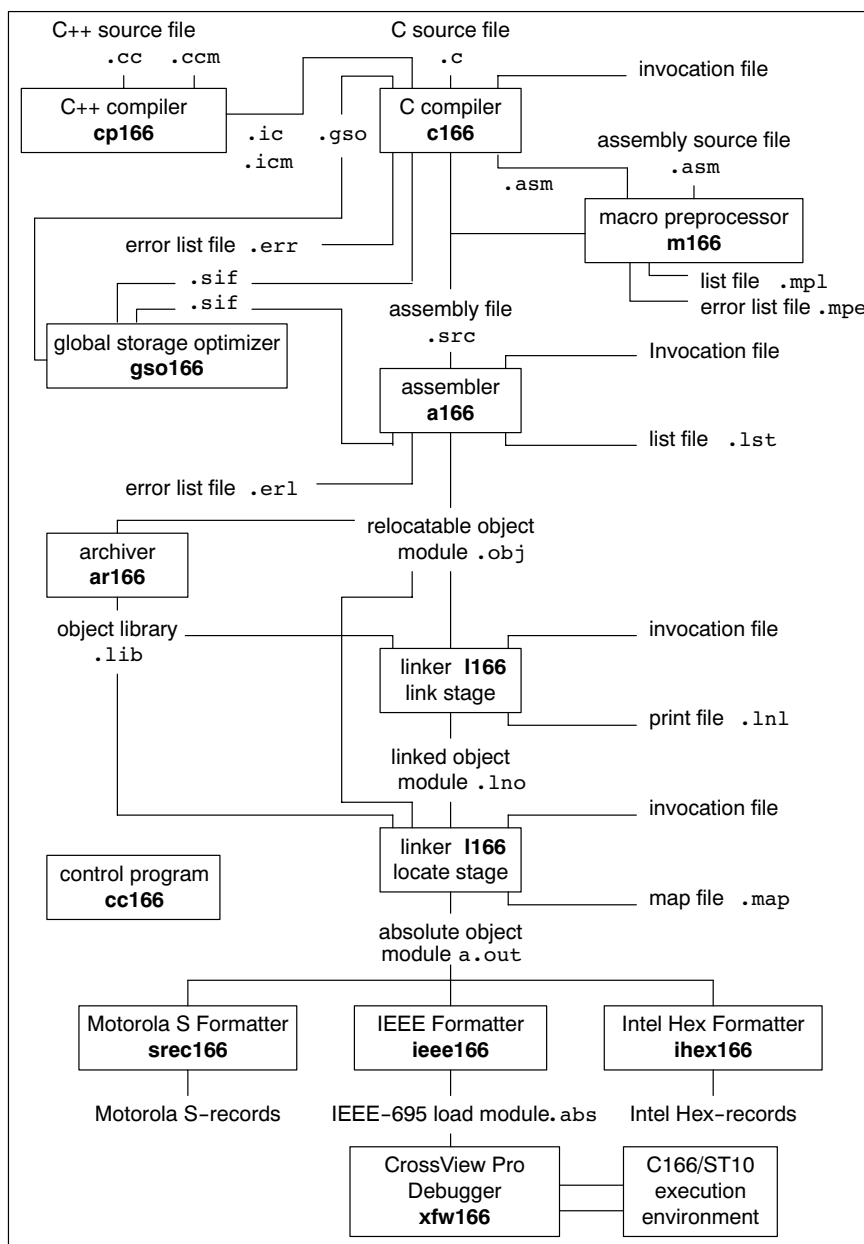 C++ source file
.cc .ccm
C source file
.c
invocation file
C++ compiler
cp166
.ic
.icm
.gso
C compiler
c166
.asm
assembly source file
.asm
macro preprocessor
m166
list file .mpl
error list file .mpe
error list file .err
.sif
.sif
global storage optimizer
gso166
assembly file
.src
Invocation file
assembler
a166
list file .lst
error list file .erl
relocatable object
module .obj
archiver
ar166
object library
.lib
invocation file
linker l166
link stage
print file .lnl
linked object
module .lno
invocation file
linker l166
locate stage
map file .map
control program
cc166
absolute object
module a.out
Motorola S Formatter
srec166
IEEE Formatter
ieee166
Intel Hex Formatter
ihex166
Motorola S-records
IEEE-695 load module.abs
Intel Hex-records
CrossView Pro
Debugger
xfw166
C166/ST10
execution
environment